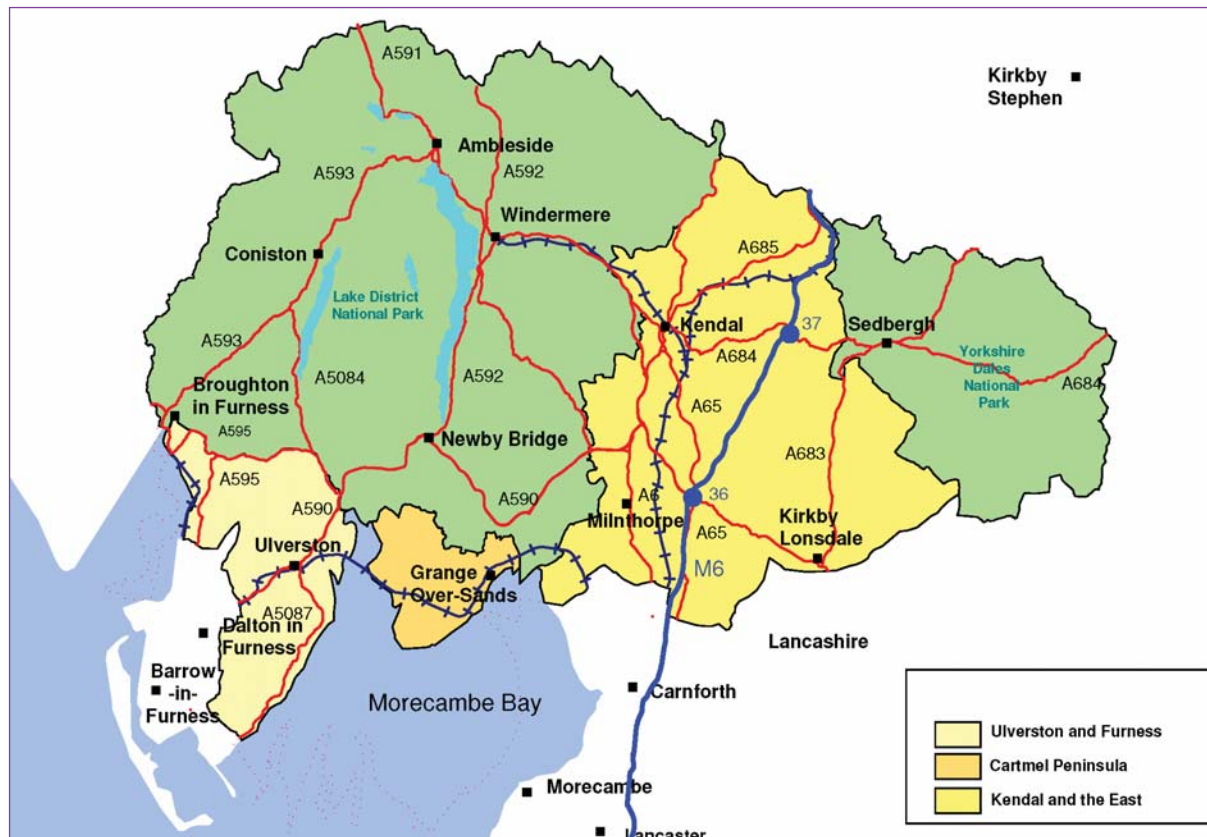 A591
Kirkby
Stephen
Ambleside
A593
A592
Windermere
Coniston
A685
Lake District
National Park
37
Kendal
Sedbergh
A593
A684
Yorkshire
Dales
National
Park
A684
Broughton
in Furness
A5084
A592
A65
A595
Newby Bridge
A683
A595
A590
A590
A6
36
Milnthorpe
A65
Kirkby
Lonsdale
Ulverston
M6
Grange
Over-Sands
A5087
Dalton in
Furness
Lancashire
Barrow
-in-
Furness
Morecambe Bay
Carnforth
Ulverston and Furness
Cartmel Peninsula
Kendal and the East
Morecambe
Lancaster